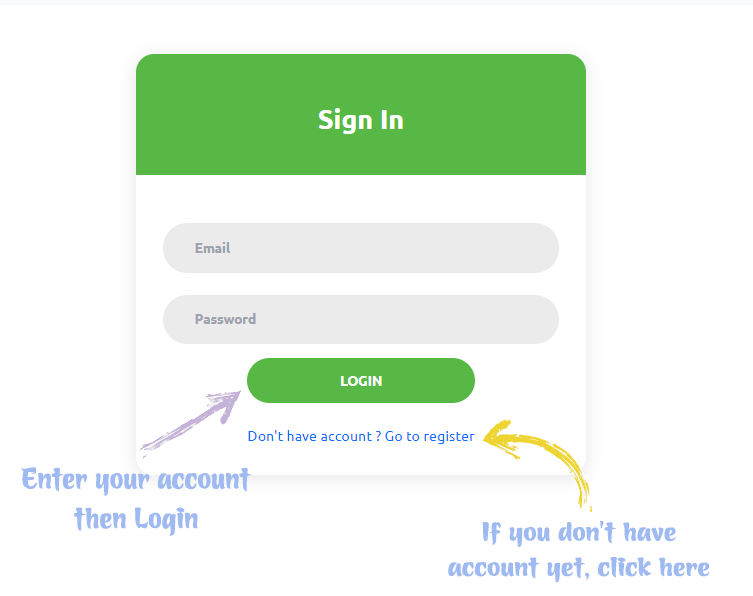 Sign In
Email
Password
LOGIN
Don't have account ? Go to register
Enter your account
then Login
If you don't have
account yet, click here